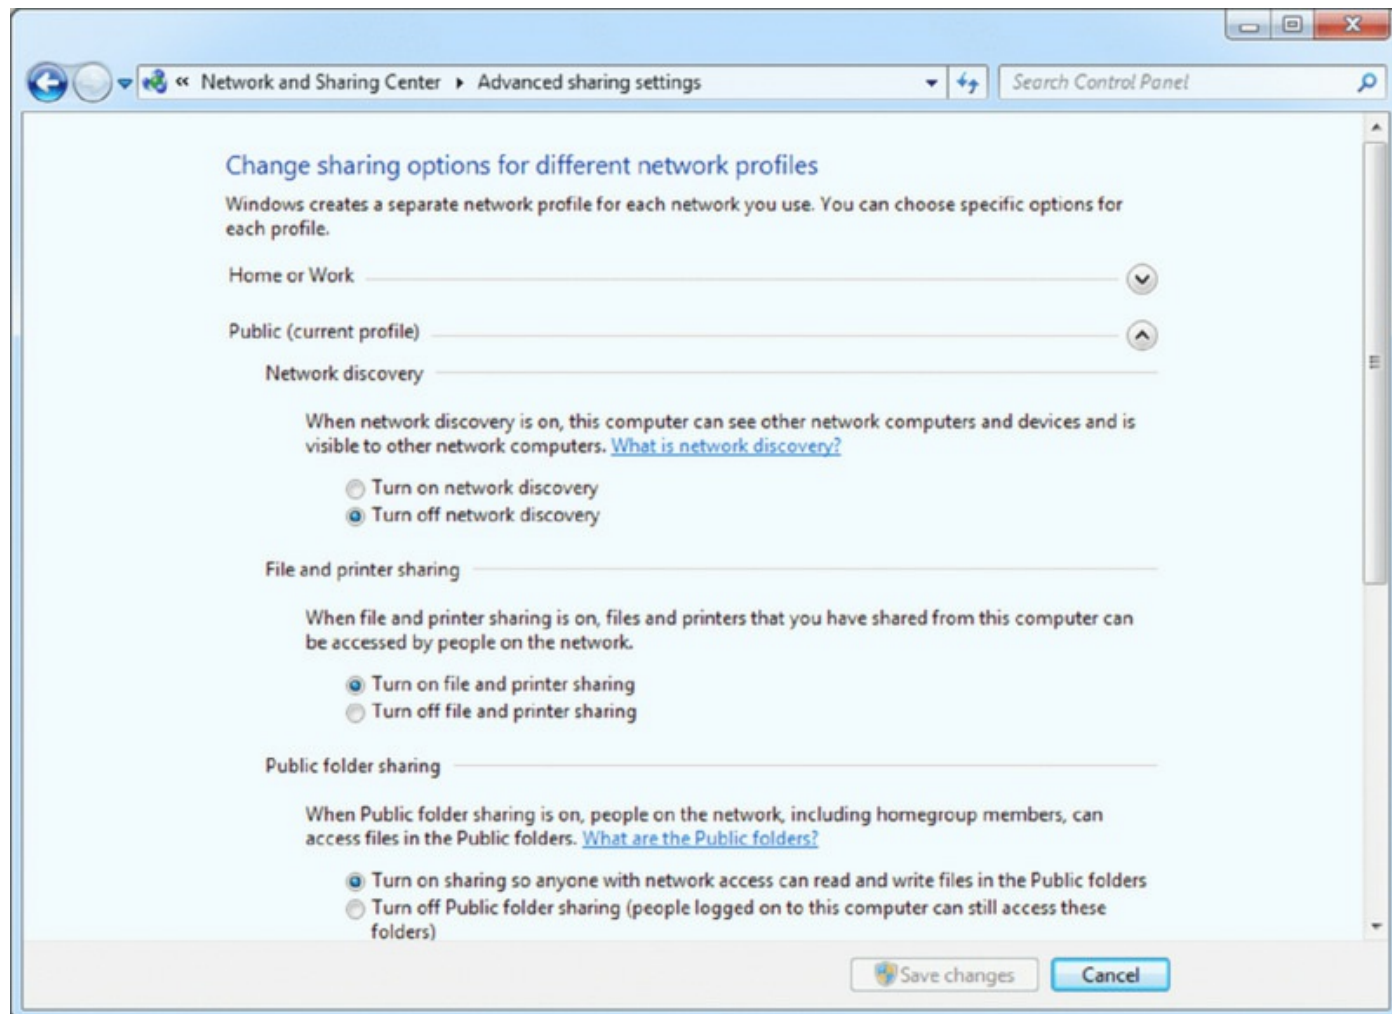 « Network and Sharing Center ▸ Advanced sharing settings
Search Control Panel
Change sharing options for different network profiles
Windows creates a separate network profile for each network you use. You can choose specific options for
each profile.
Home or Work
Public (current profile)
Network discovery
When network discovery is on, this computer can see other network computers and devices and is
visible to other network computers. What is network discovery?
Turn on network discovery
Turn off network discovery
File and printer sharing
When file and printer sharing is on, files and printers that you have shared from this computer can
be accessed by people on the network.
Turn on file and printer sharing
Turn off file and printer sharing
Public folder sharing
When Public folder sharing is on, people on the network, including homegroup members, can
access files in the Public folders. What are the Public folders?
Turn on sharing so anyone with network access can read and write files in the Public folders
Turn off Public folder sharing (people logged on to this computer can still access these
folders)
Save changes
Cancel